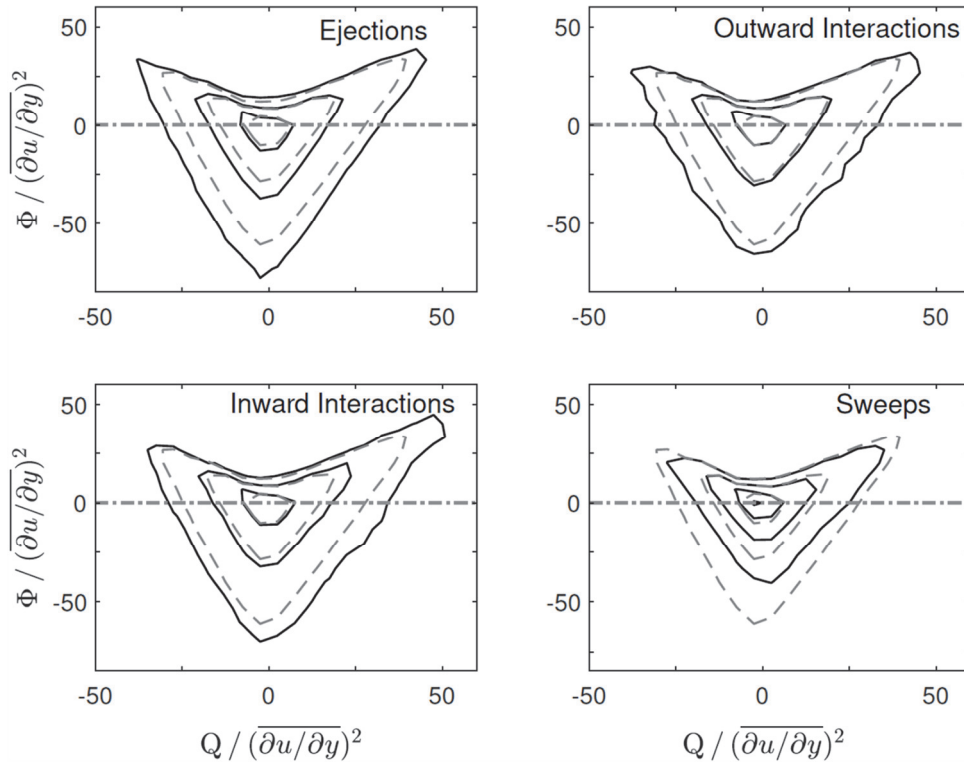 Ejections
50
0
-50
Φ / (∂u/∂y)²
-50 0 50
Outward Interactions
50
0
-50
-50 0 50
Inward Interactions
50
0
-50
Φ / (∂u/∂y)²
-50 0 50
Q / (∂u/∂y)²
Sweeps
50
0
-50
-50 0 50
Q / (∂u/∂y)²